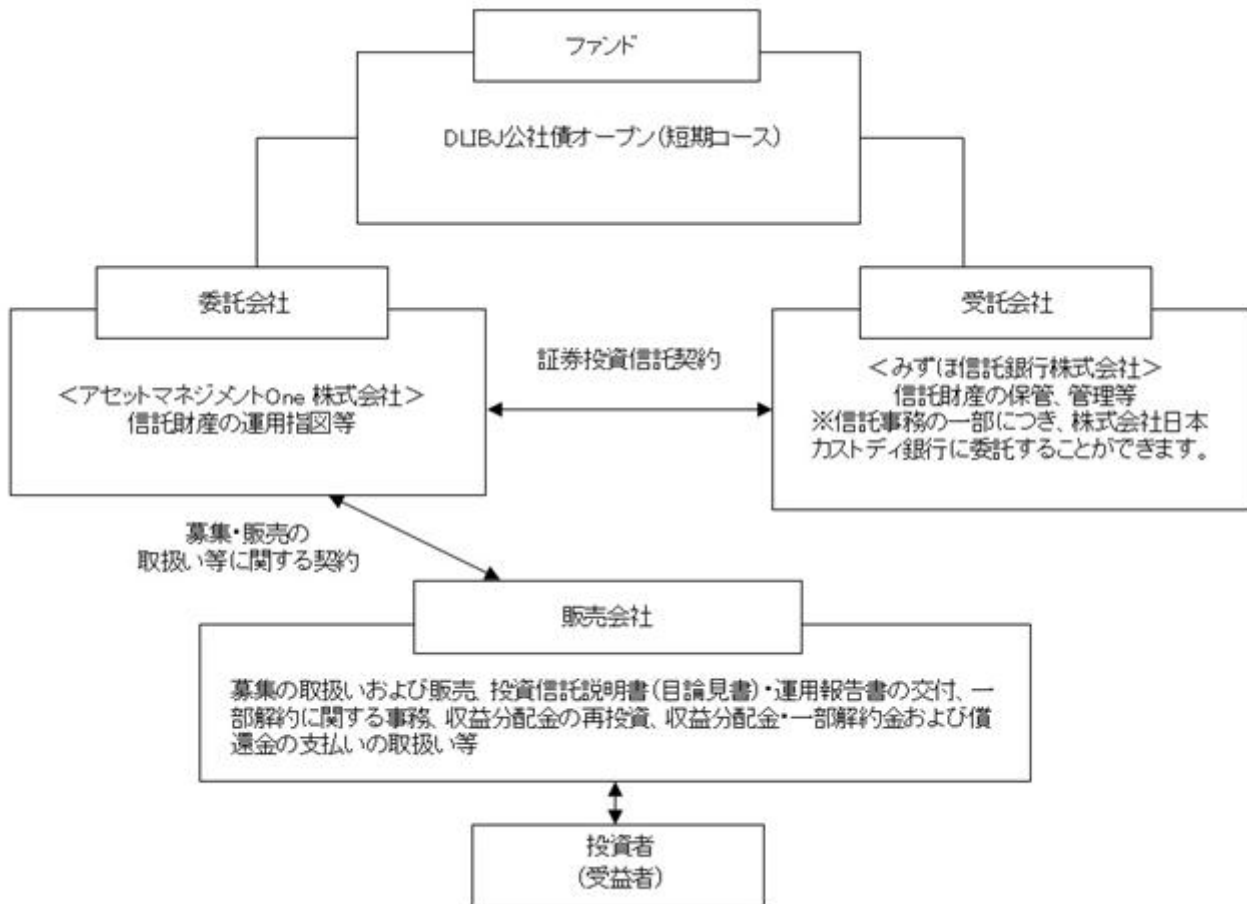 ファンド
DLIBJ公社債オープン(短期コース)
委託会社
<アセットマネジメントOne 株式会社>
信託財産の運用指図等
証券投資信託契約
受託会社
<みずほ信託銀行株式会社>
信託財産の保管、管理等
※信託事務の一部につき、株式会社日本
カストディ銀行に委託することができます。
募集・販売の
取扱い等に関する契約
販売会社
募集の取扱いおよび販売、投資信託説明書(目論見書)・運用報告書の交付、一
部解約に関する事務、収益分配金の再投資、収益分配金・一部解約金および償
還金の支払いの取扱い等
投資者
(受益者)